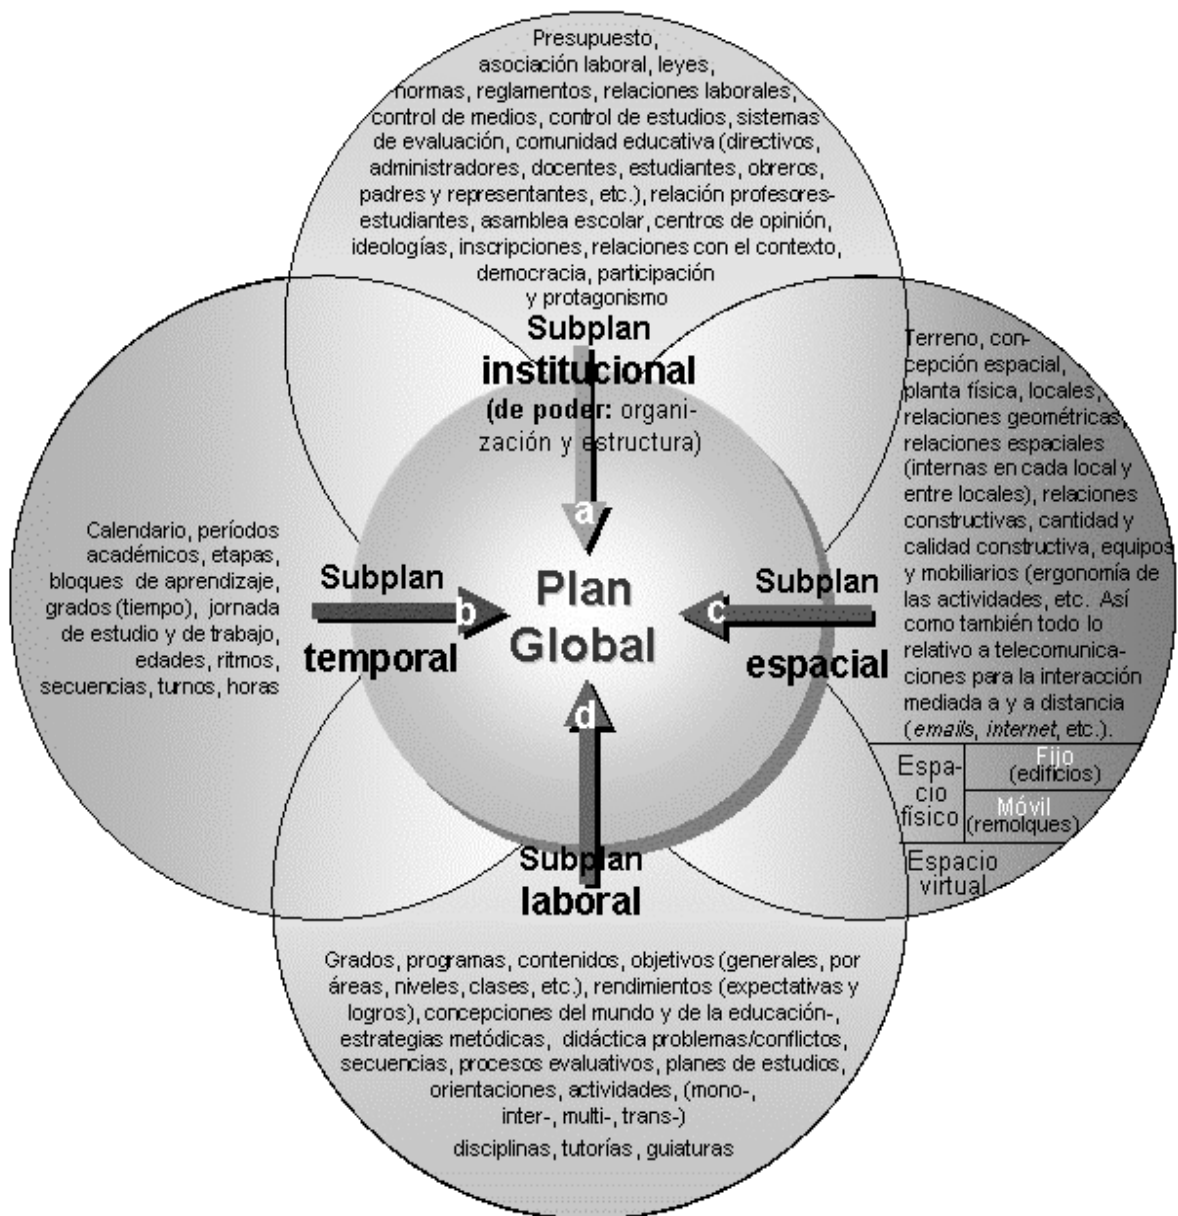 Presupuesto,
asociación laboral, leyes,
normas, reglamentos, relaciones laborales,
control de medios, control de estudios, sistemas
de evaluación, comunidad educativa (directivos,
administradores, docentes, estudiantes, obreros,
padres y representantes, etc.), relación profesores-
estudiantes, asamblea escolar, centros de opinión,
ideologías, inscripciones, relaciones con el contexto,
democracia, participación
y protagonismo
Subplan
institucional
(de poder: organi-
zación y estructura)
a
Calendario, períodos
académicos, etapas,
bloques de aprendizaje,
grados (tiempo), jornada
de estudio y de trabajo,
edades, ritmos,
secuencias, turnos, horas
Subplan
b
temporal
Plan
Global
Subplan
c
espacial
Terreno, con-
cepción espacial,
planta física, locales,
relaciones geométricas,
relaciones espaciales
(internas en cada local y
entre locales), relaciones
constructivas, cantidad y
calidad constructiva, equipos
y mobiliarios (ergonomía de
las actividades, etc. Así
como también todo lo
relativo a telecomunica-
ciones para la interacción
mediada a y a distancia
(emails, internet, etc.).
Espa-
cio
físico
Fijo
(edificios)
Móvil
(remolques)
Espacio
virtual
d
Subplan
laboral
Grados, programas, contenidos, objetivos (generales, por
áreas, niveles, clases, etc.), rendimientos (expectativas y
logros), concepciones del mundo y de la educación-,
estrategias metódicas, didáctica problemas/conflictos,
secuencias, procesos evaluativos, planes de estudios,
orientaciones, actividades, (mono-,
inter-, multi-, trans-)
disciplinas, tutorías, guiaturas